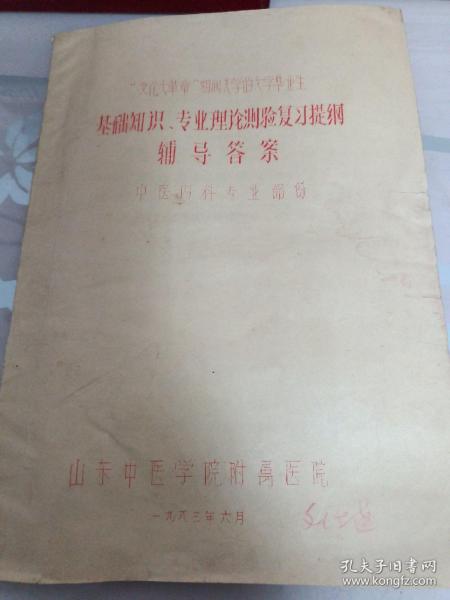 "文化大革命"期间入学的大学毕业生
基础知识、专业理论测验复习提纲
辅导答案
中医内科专业部份
山东中医学院附属医院
一九八三年六月
孔夫子旧书网
www.kongfz.com